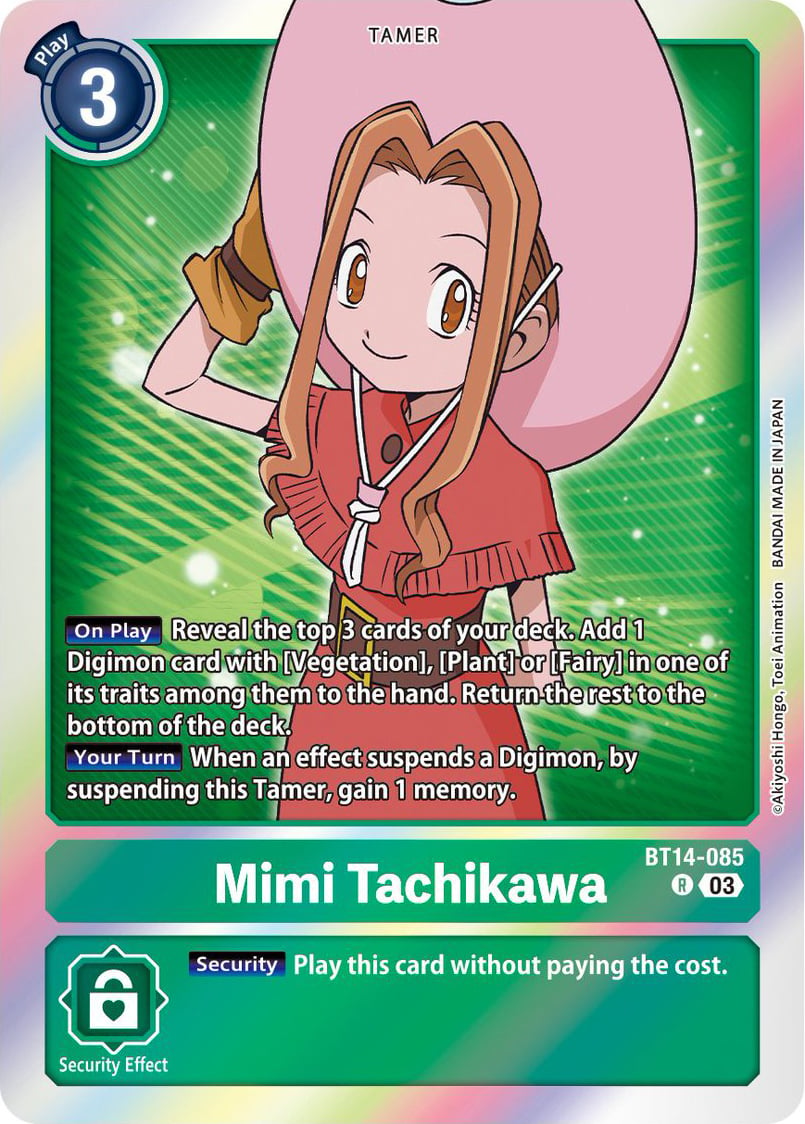 TAMER
Play
3
On Play Reveal the top 3 cards of your deck. Add 1
Digimon card with [Vegetation], [Plant] or [Fairy] in one of
its traits among them to the hand. Return the rest to the
bottom of the deck.
Your Turn When an effect suspends a Digimon, by
suspending this Tamer, gain 1 memory.
©Akiyoshi Hongo, Toei Animation BANDAI MADE IN JAPAN
BT14-085
Mimi Tachikawa
R 03
Security Play this card without paying the cost.
Security Effect